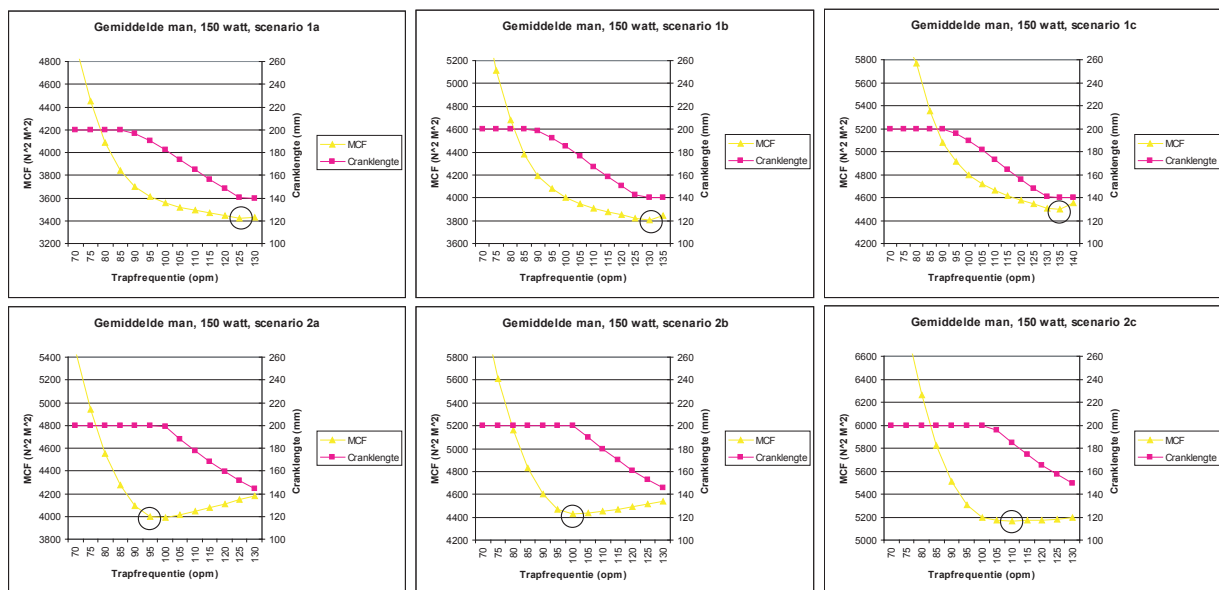 Gemiddelde man, 150 watt, scenario 1a
MCF (N^2 M^2)
4800
4600
4400
4200
4000
3800
3600
3400
3200
260
240
220
200
180
160
140
120
100
Cranklengte (mm)
70 75 80 85 90 95 100 105 110 115 120 125 130
Trapfrequentie (opm)
MCF
Cranklengte
Gemiddelde man, 150 watt, scenario 1b
MCF (N^2 M^2)
5200
5000
4800
4600
4400
4200
4000
3800
3600
260
240
220
200
180
160
140
120
100
Cranklengte (mm)
70 75 80 85 90 95 100 105 110 115 120 125 130 135
Trapfrequentie (opm)
MCF
Cranklengte
Gemiddelde man, 150 watt, scenario 1c
MCF (N^2 M^2)
5800
5600
5400
5200
5000
4800
4600
4400
4200
260
240
220
200
180
160
140
120
100
Cranklengte (mm)
70 75 80 85 90 95 100 105 110 115 120 125 130 135 140
Trapfrequentie (opm)
MCF
Cranklengte
Gemiddelde man, 150 watt, scenario 2a
MCF (N^2 M^2)
5400
5200
5000
4800
4600
4400
4200
4000
3800
260
240
220
200
180
160
140
120
100
Cranklengte (mm)
70 75 80 85 90 95 100 105 110 115 120 125 130
Trapfrequentie (opm)
MCF
Cranklengte
Gemiddelde man, 150 watt, scenario 2b
MCF (N^2 M^2)
5800
5600
5400
5200
5000
4800
4600
4400
4200
260
240
220
200
180
160
140
120
100
Cranklengte (mm)
70 75 80 85 90 95 100 105 110 115 120 125 130
Trapfrequentie (opm)
MCF
Cranklengte
Gemiddelde man, 150 watt, scenario 2c
MCF (N^2 M^2)
6600
6400
6200
6000
5800
5600
5400
5200
5000
260
240
220
200
180
160
140
120
100
Cranklengte (mm)
70 75 80 85 90 95 100 105 110 115 120 125 130
Trapfrequentie (opm)
MCF
Cranklengte